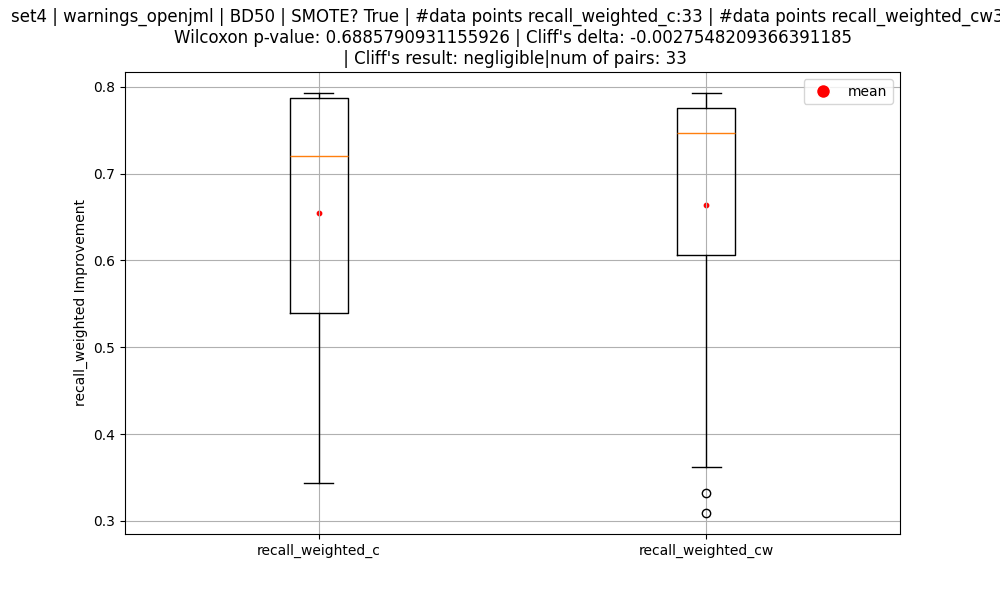 set4 | warnings_openjml | BD50 | SMOTE? True | #data points recall_weighted_c:33 | #data points recall_weighted_cw3
Wilcoxon p-value: 0.6885790931155926 | Cliff's delta: -0.0027548209366391185
| Cliff's result: negligible|num of pairs: 33
mean
0.8
0.7
0.6
0.5
0.4
0.3
recall_weighted Improvement
recall_weighted_c
recall_weighted_cw